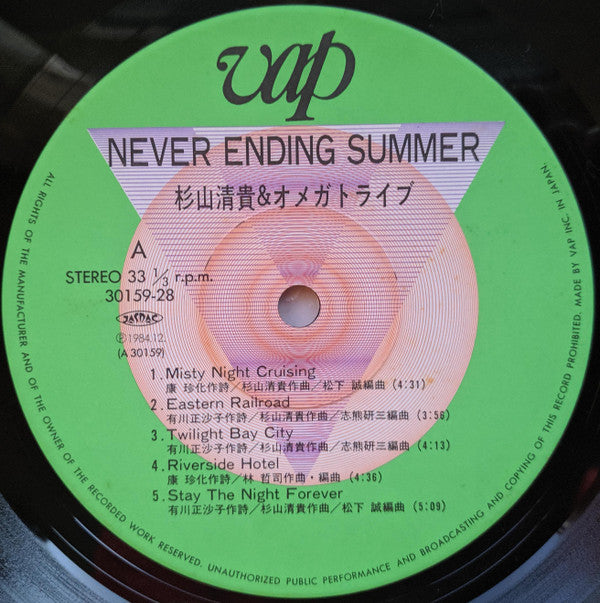 vap
NEVER ENDING SUMMER
杉山清貴&オメガトライブ
A
STEREO 33 1/3 r.p.m.
30159-28
JASRAC
Ⓟ1984.12.
(A 30159)
1. Misty Night Cruising
康 珍化作詩／杉山清貴作曲／松下 誠編曲 (4:31)
2. Eastern Railroad
有川正沙子作詩／杉山清貴作曲／志熊研三編曲 (3:56)
3. Twilight Bay City
有川正沙子作詩／杉山清貴作曲／志熊研三編曲 (4:13)
4. Riverside Hotel
康 珍化作詩／林 哲司作曲・編曲 (4:36)
5. Stay The Night Forever
有川正沙子作詩／杉山清貴作曲／松下 誠編曲 (5:09)
ALL RIGHTS OF THE MANUFACTURER AND OF THE OWNER OF THE RECORDED WORK RESERVED. UNAUTHORIZED PUBLIC PERFORMANCE AND BROADCASTING AND COPYING OF THIS RECORD PROHIBITED. MADE BY VAP INC. IN JAPAN.